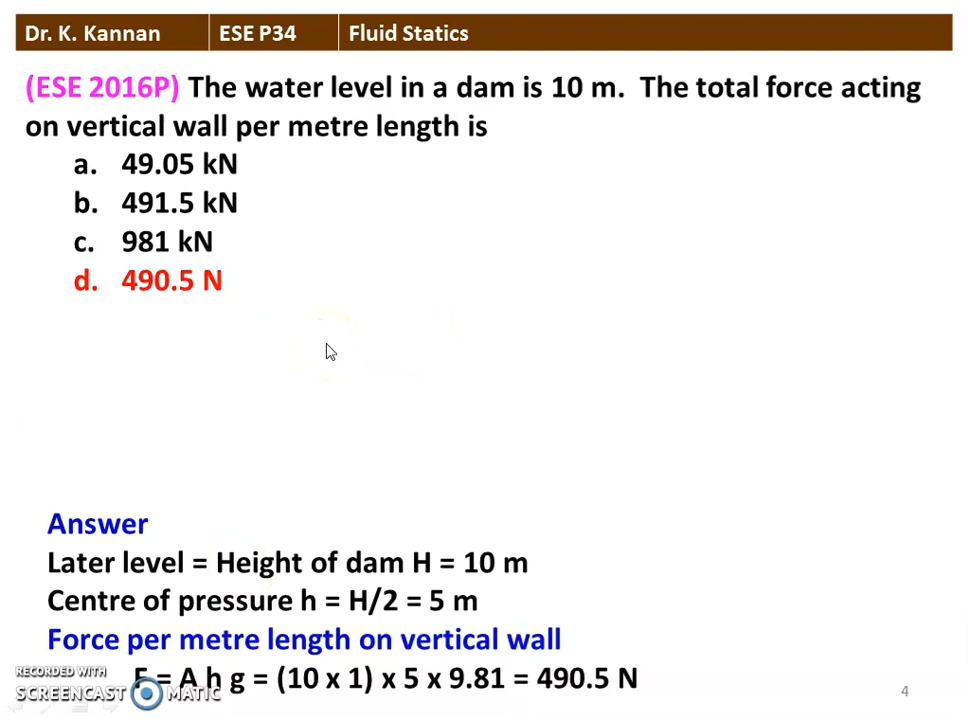 Dr. K. Kannan ESE P34 Fluid Statics
(ESE 2016P) The water level in a dam is 10 m. The total force acting
on vertical wall per metre length is
a. 49.05 kN
b. 491.5 kN
c. 981 kN
d. 490.5 N
Answer
Later level = Height of dam H = 10 m
Centre of pressure h = H/2 = 5 m
Force per metre length on vertical wall
F = A h g = (10 x 1) x 5 x 9.81 = 490.5 N
RECORDED WITH
SCREENCAST MATIC
4